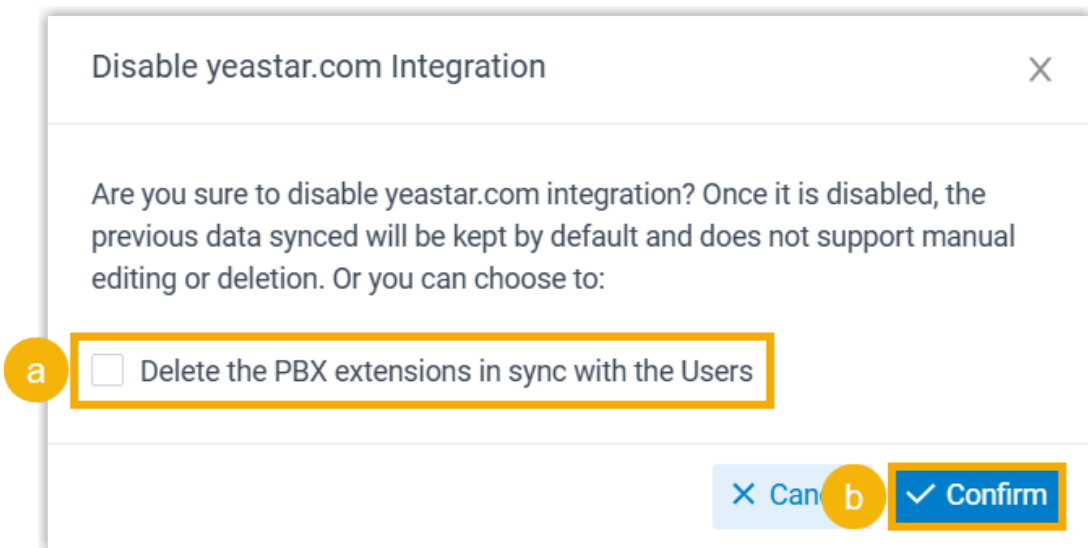 Disable yeastar.com Integration
Are you sure to disable yeastar.com integration? Once it is disabled, the
previous data synced will be kept by default and does not support manual
editing or deletion. Or you can choose to:
a
Delete the PBX extensions in sync with the Users
Can
b
Confirm